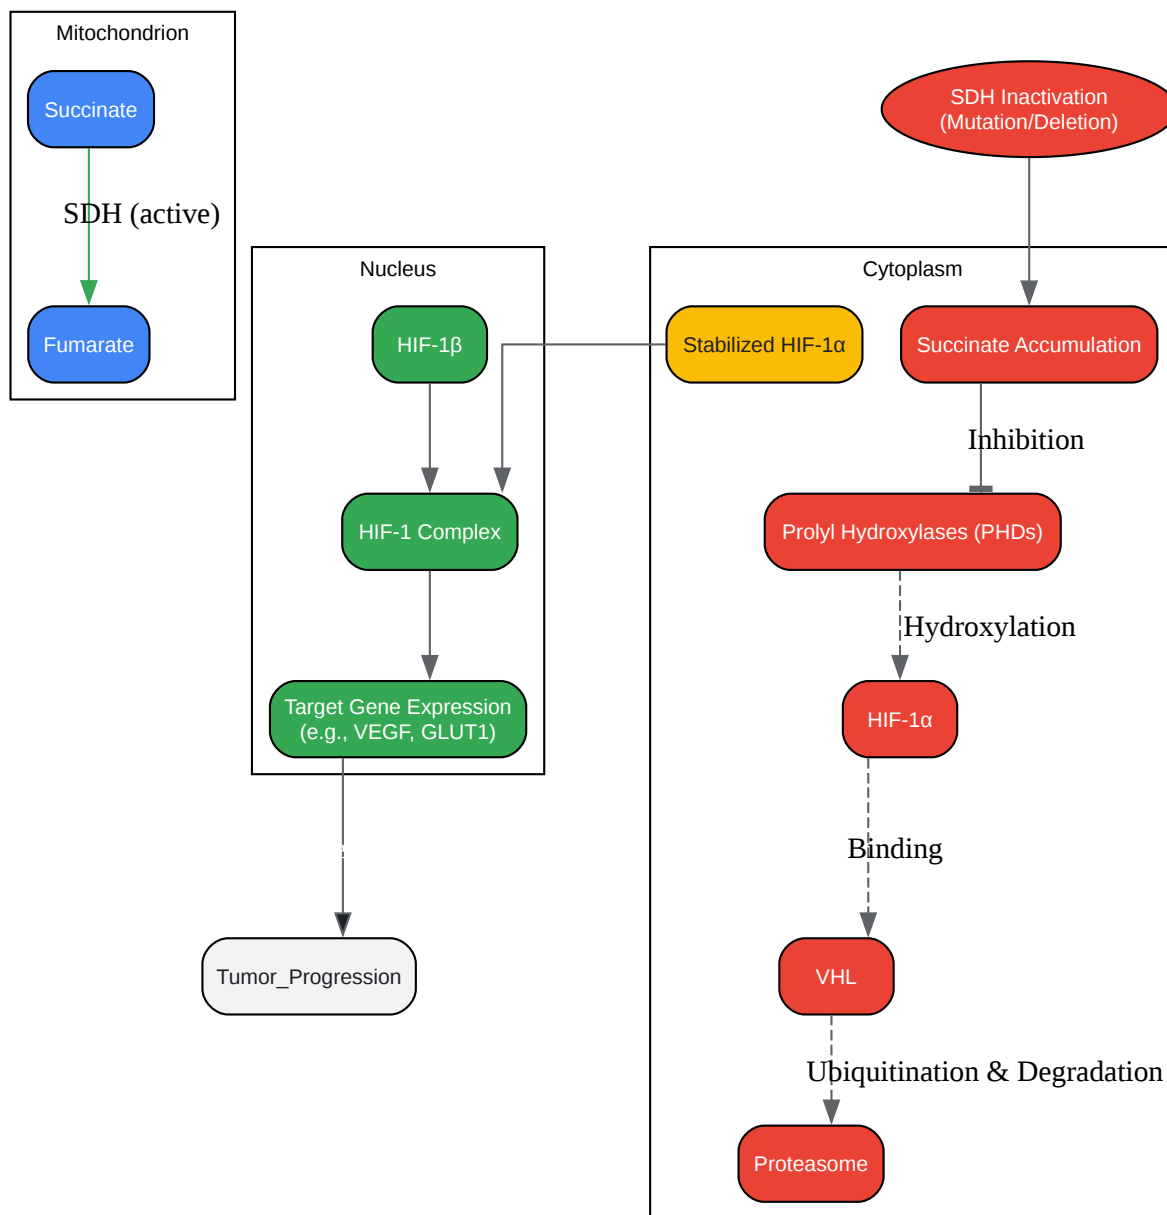 Mitochondrion
Succinate
SDH (active)
Fumarate
SDH Inactivation
(Mutation/Deletion)
Nucleus
HIF-1β
HIF-1 Complex
Target Gene Expression
(e.g., VEGF, GLUT1)
Tumor_Progression
Cytoplasm
Stabilized HIF-1α
Succinate Accumulation
Inhibition
Prolyl Hydroxylases (PHDs)
Hydroxylation
HIF-1α
Binding
VHL
Ubiquitination & Degradation
Proteasome